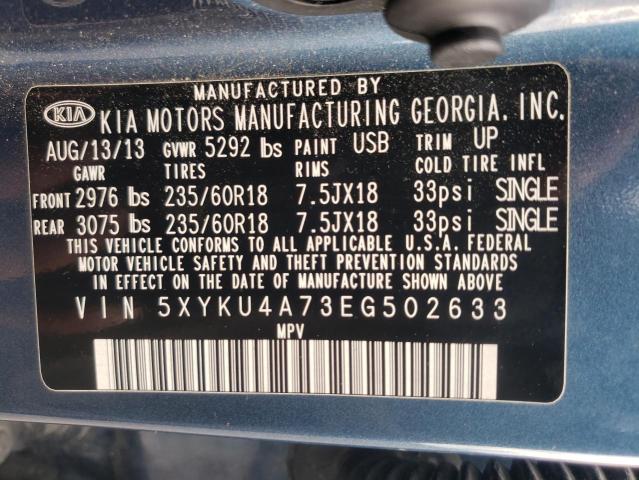 MANUFACTURED BY
KIA KIA MOTORS MANUFACTURING GEORGIA. INC.
AUG/13/13 GVWR 5292 lbs PAINT USB TRIM UP
GAWR TIRES RIMS COLD TIRE INFL
FRONT 2976 lbs 235/60R18 7.5JX18 33psi SINGLE
REAR 3075 lbs 235/60R18 7.5JX18 33psi SINGLE
THIS VEHICLE CONFORMS TO ALL APPLICABLE U.S.A. FEDERAL
MOTOR VEHICLE SAFETY AND THEFT PREVENTION STANDARDS
IN EFFECT ON THE DATE OF MANUFACTURE SHOWN ABOVE.
VIN 5XYKU4A73EG502633
MPV